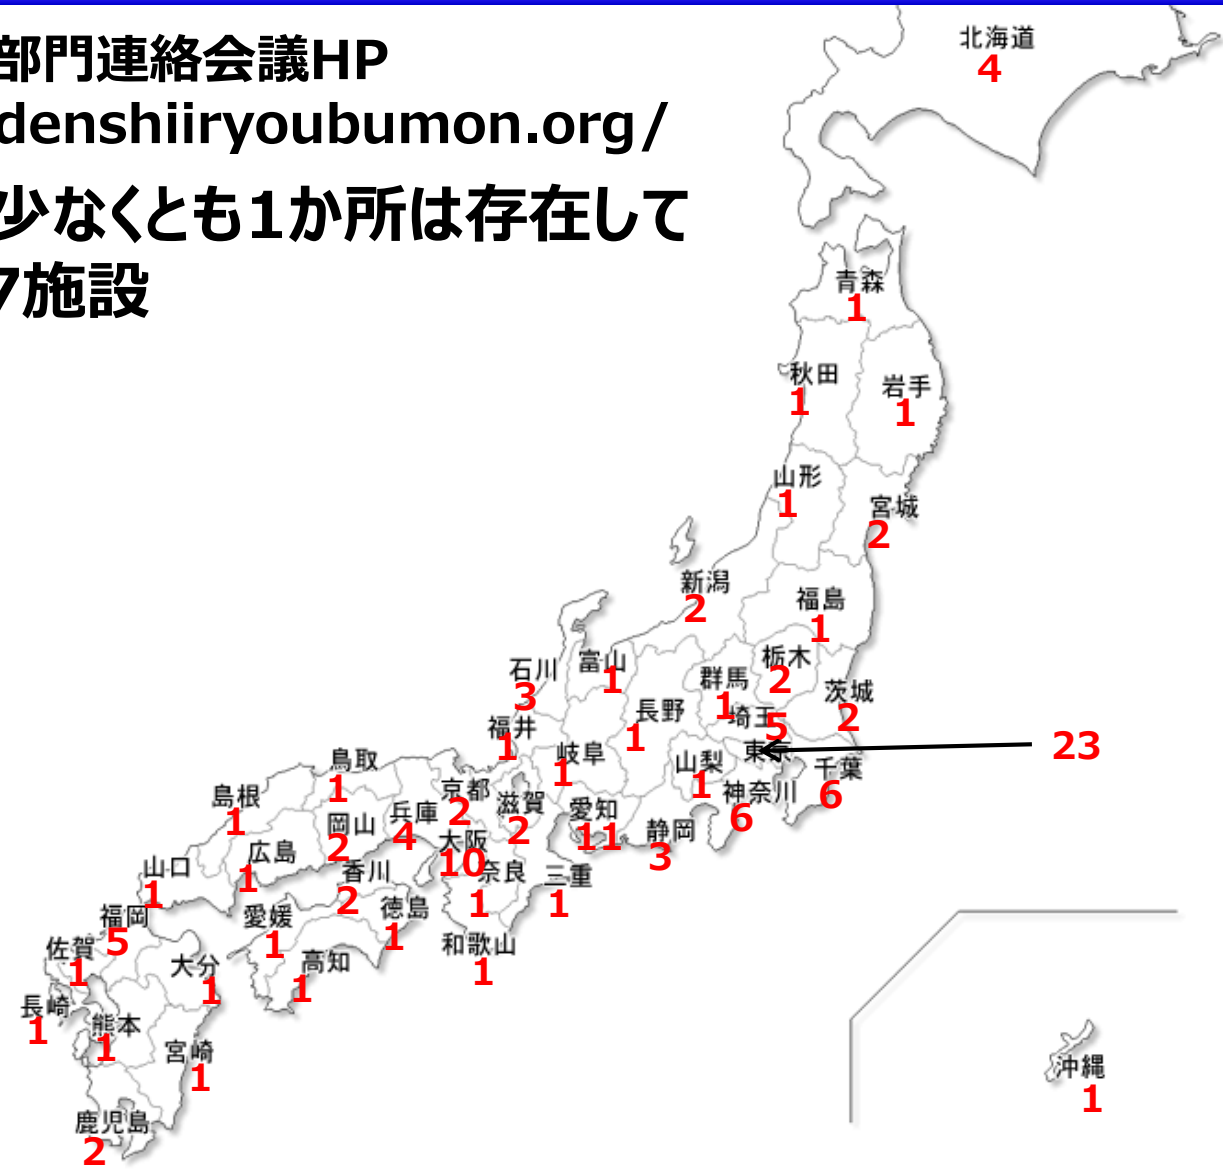 部門連絡会議HP
denshiiryoubumon.org/
少なくとも1か所は存在して
7施設
北海道
4
青森
1
秋田
1
岩手
1
山形
1
宮城
2
新潟
2
福島
1
石川
3
富山
1
群馬
1
栃木
2
茨城
2
福井
1
長野
1
埼玉
5
岐阜
1
山梨
1
東京
23
千葉
6
神奈川
6
鳥取
1
島根
1
京都
2
滋賀
2
愛知
11
静岡
3
岡山
2
兵庫
4
大阪
10
奈良
1
三重
1
広島
1
山口
1
香川
2
徳島
1
和歌山
1
愛媛
1
高知
1
福岡
5
佐賀
1
大分
1
長崎
1
熊本
1
宮崎
1
鹿児島
2
沖縄
1